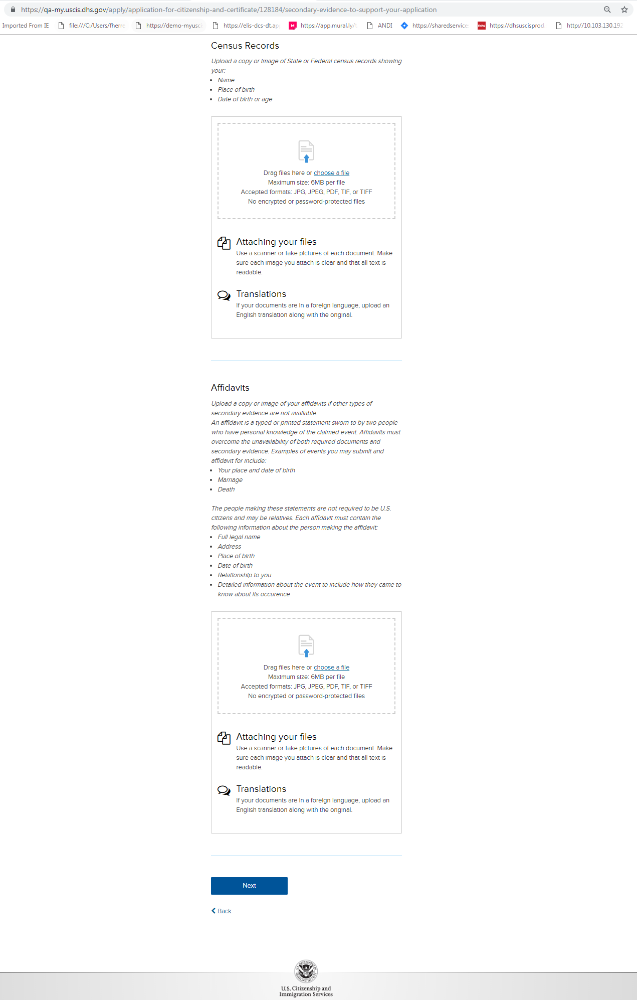 https://qa-my.uscis.dhs.gov/apply/application-for-citizenship-and-certificate/128184/secondary-evidence-to-support-your-application
Imported From IE file:///C:/Users/fherre https://demo-myusci https://elis-dcs-dt.ap https://app.mural.ly/t ANDI https://sharedservice https://dhsuscisprod. http://10.103.130.192
Census Records
Upload a copy or image of State or Federal census records showing
your:
• Name
• Place of birth
• Date of birth or age
Drag files here or choose a file
Maximum size: 6MB per file
Accepted formats: JPG, JPEG, PDF, TIF, or TIFF
No encrypted or password-protected files
Attaching your files
Use a scanner or take pictures of each document. Make
sure each image you attach is clear and that all text is
readable.
Translations
If your documents are in a foreign language, upload an
English translation along with the original.
Affidavits
Upload a copy or image of your affidavits if other types of
secondary evidence are not available.
An affidavit is a typed or printed statement sworn to by two people
who have personal knowledge of the claimed event. Affidavits must
overcome the unavailability of both required documents and
secondary evidence. Examples of events you may submit and
affidavit for include:
• Your place and date of birth
• Marriage
• Death
The people making these statements are not required to be U.S.
citizens and may be relatives. Each affidavit must contain the
following information about the person making the affidavit:
• Full legal name
• Address
• Place of birth
• Date of birth
• Relationship to you
• Detailed information about the event to include how they came to
know about its occurence
Drag files here or choose a file
Maximum size: 6MB per file
Accepted formats: JPG, JPEG, PDF, TIF, or TIFF
No encrypted or password-protected files
Attaching your files
Use a scanner or take pictures of each document. Make
sure each image you attach is clear and that all text is
readable.
Translations
If your documents are in a foreign language, upload an
English translation along with the original.
Next
Back
U.S. Citizenship and
Immigration Services